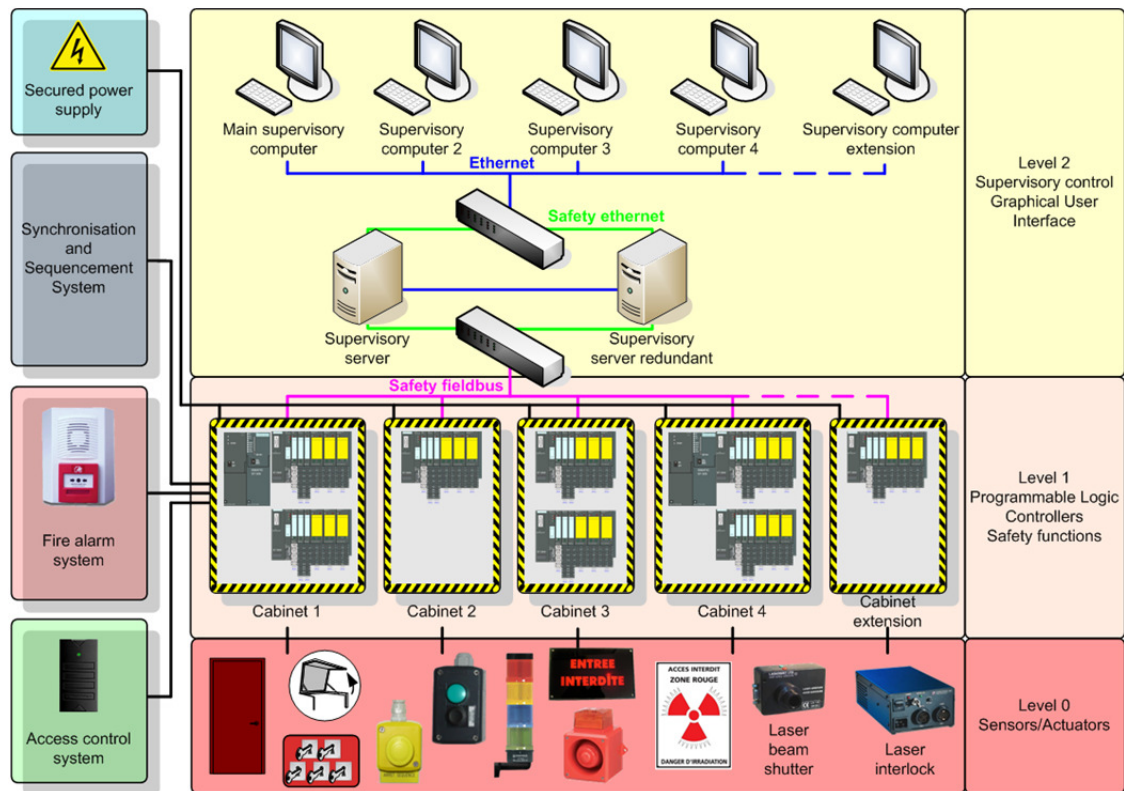 Secured power
supply
Synchronisation
and
Sequencement
System
Fire alarm
system
Access control
system
Main supervisory
computer
Supervisory
computer 2
Supervisory
computer 3
Supervisory
computer 4
Supervisory computer
extension
Ethernet
Safety ethernet
Supervisory
server
Supervisory
server redundant
Level 2
Supervisory control
Graphical User
Interface
Safety fieldbus
Cabinet 1
Cabinet 2
Cabinet 3
Cabinet 4
Cabinet
extension
Level 1
Programmable Logic
Controllers
Safety functions
ENTREE
INTERDITE
ACCES INTERDIT
ZONE ROUGE
DANGER D'IRRADIATION
Laser
beam
shutter
Laser
interlock
Level 0
Sensors/Actuators